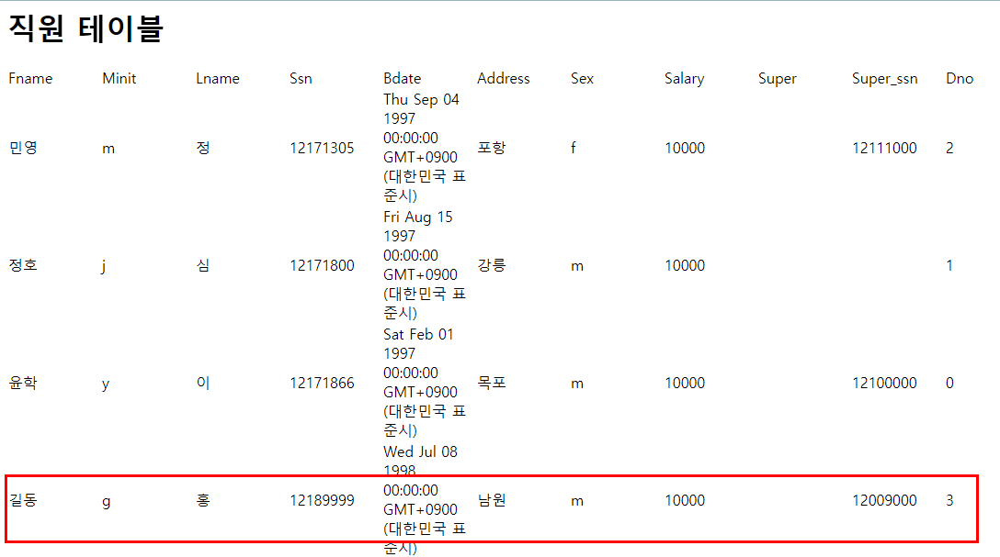 직원 테이블
Fname Minit Lname Ssn Bdate Address Sex Salary Super Super_ssn Dno
Thu Sep 04
1997
00:00:00
민영 m 정 12171305 GMT+0900 포항 f 10000 12111000 2
(대한민국 표
준시)
Fri Aug 15
1997
00:00:00
정호 j 심 12171800 GMT+0900 강릉 m 10000 1
(대한민국 표
준시)
Sat Feb 01
1997
00:00:00
윤학 y 이 12171866 GMT+0900 목포 m 10000 12100000 0
(대한민국 표
준시)
Wed Jul 08
1998
00:00:00
길동 g 홍 12189999 GMT+0900 남원 m 10000 12009000 3
(대한민국 표
준시)